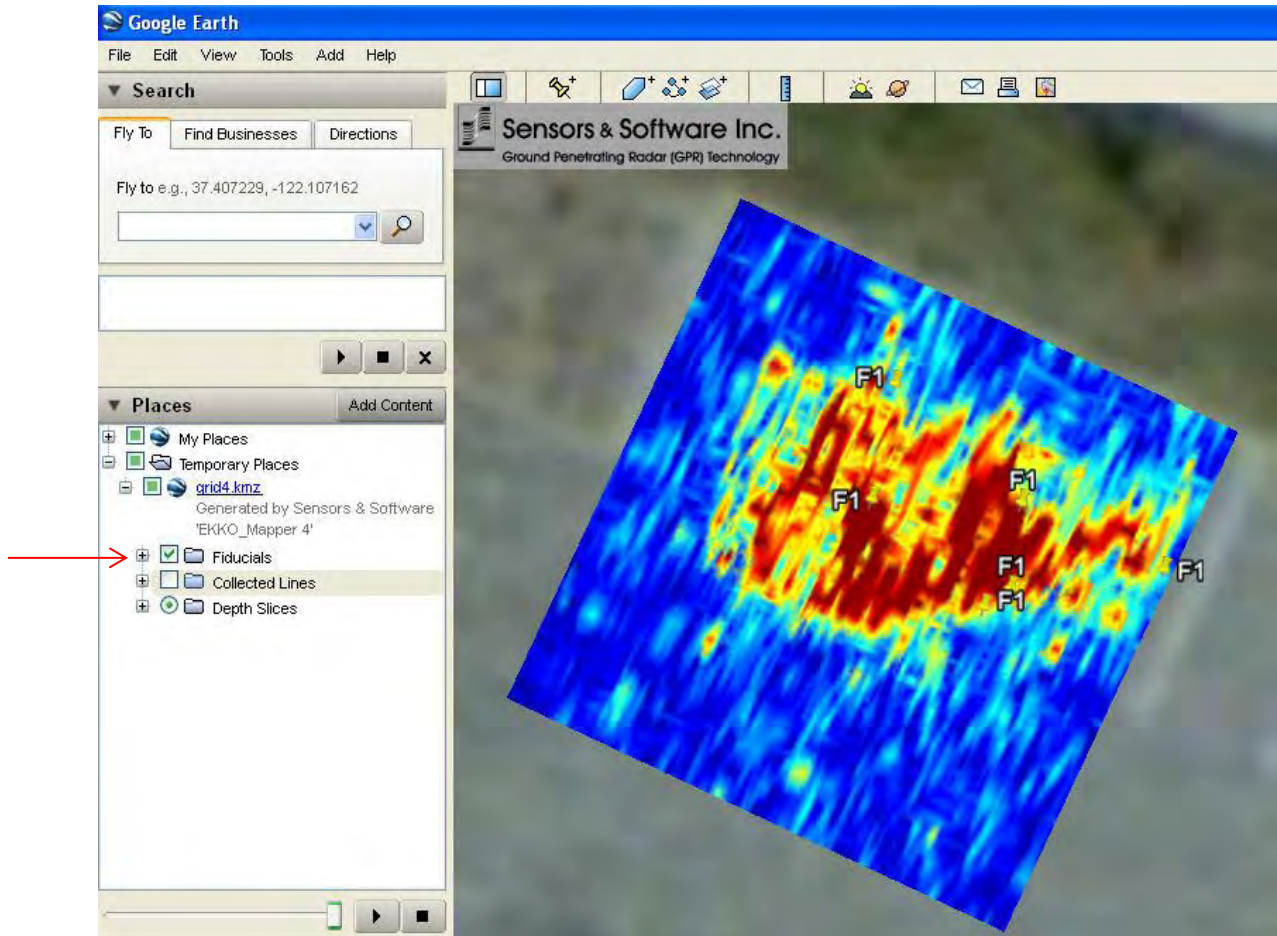 Google Earth
File Edit View Tools Add Help
Search
Fly To Find Businesses Directions
Fly to e.g., 37.407229, -122.107162
Places Add Content
My Places
Temporary Places
grid4.kmz
Generated by Sensors & Software
'EKKO_Mapper 4'
Fiducials
Collected Lines
Depth Slices
Sensors & Software Inc.
Ground Penetrating Radar (GPR) Technology
F1
F1
F1
F1
F1
F1